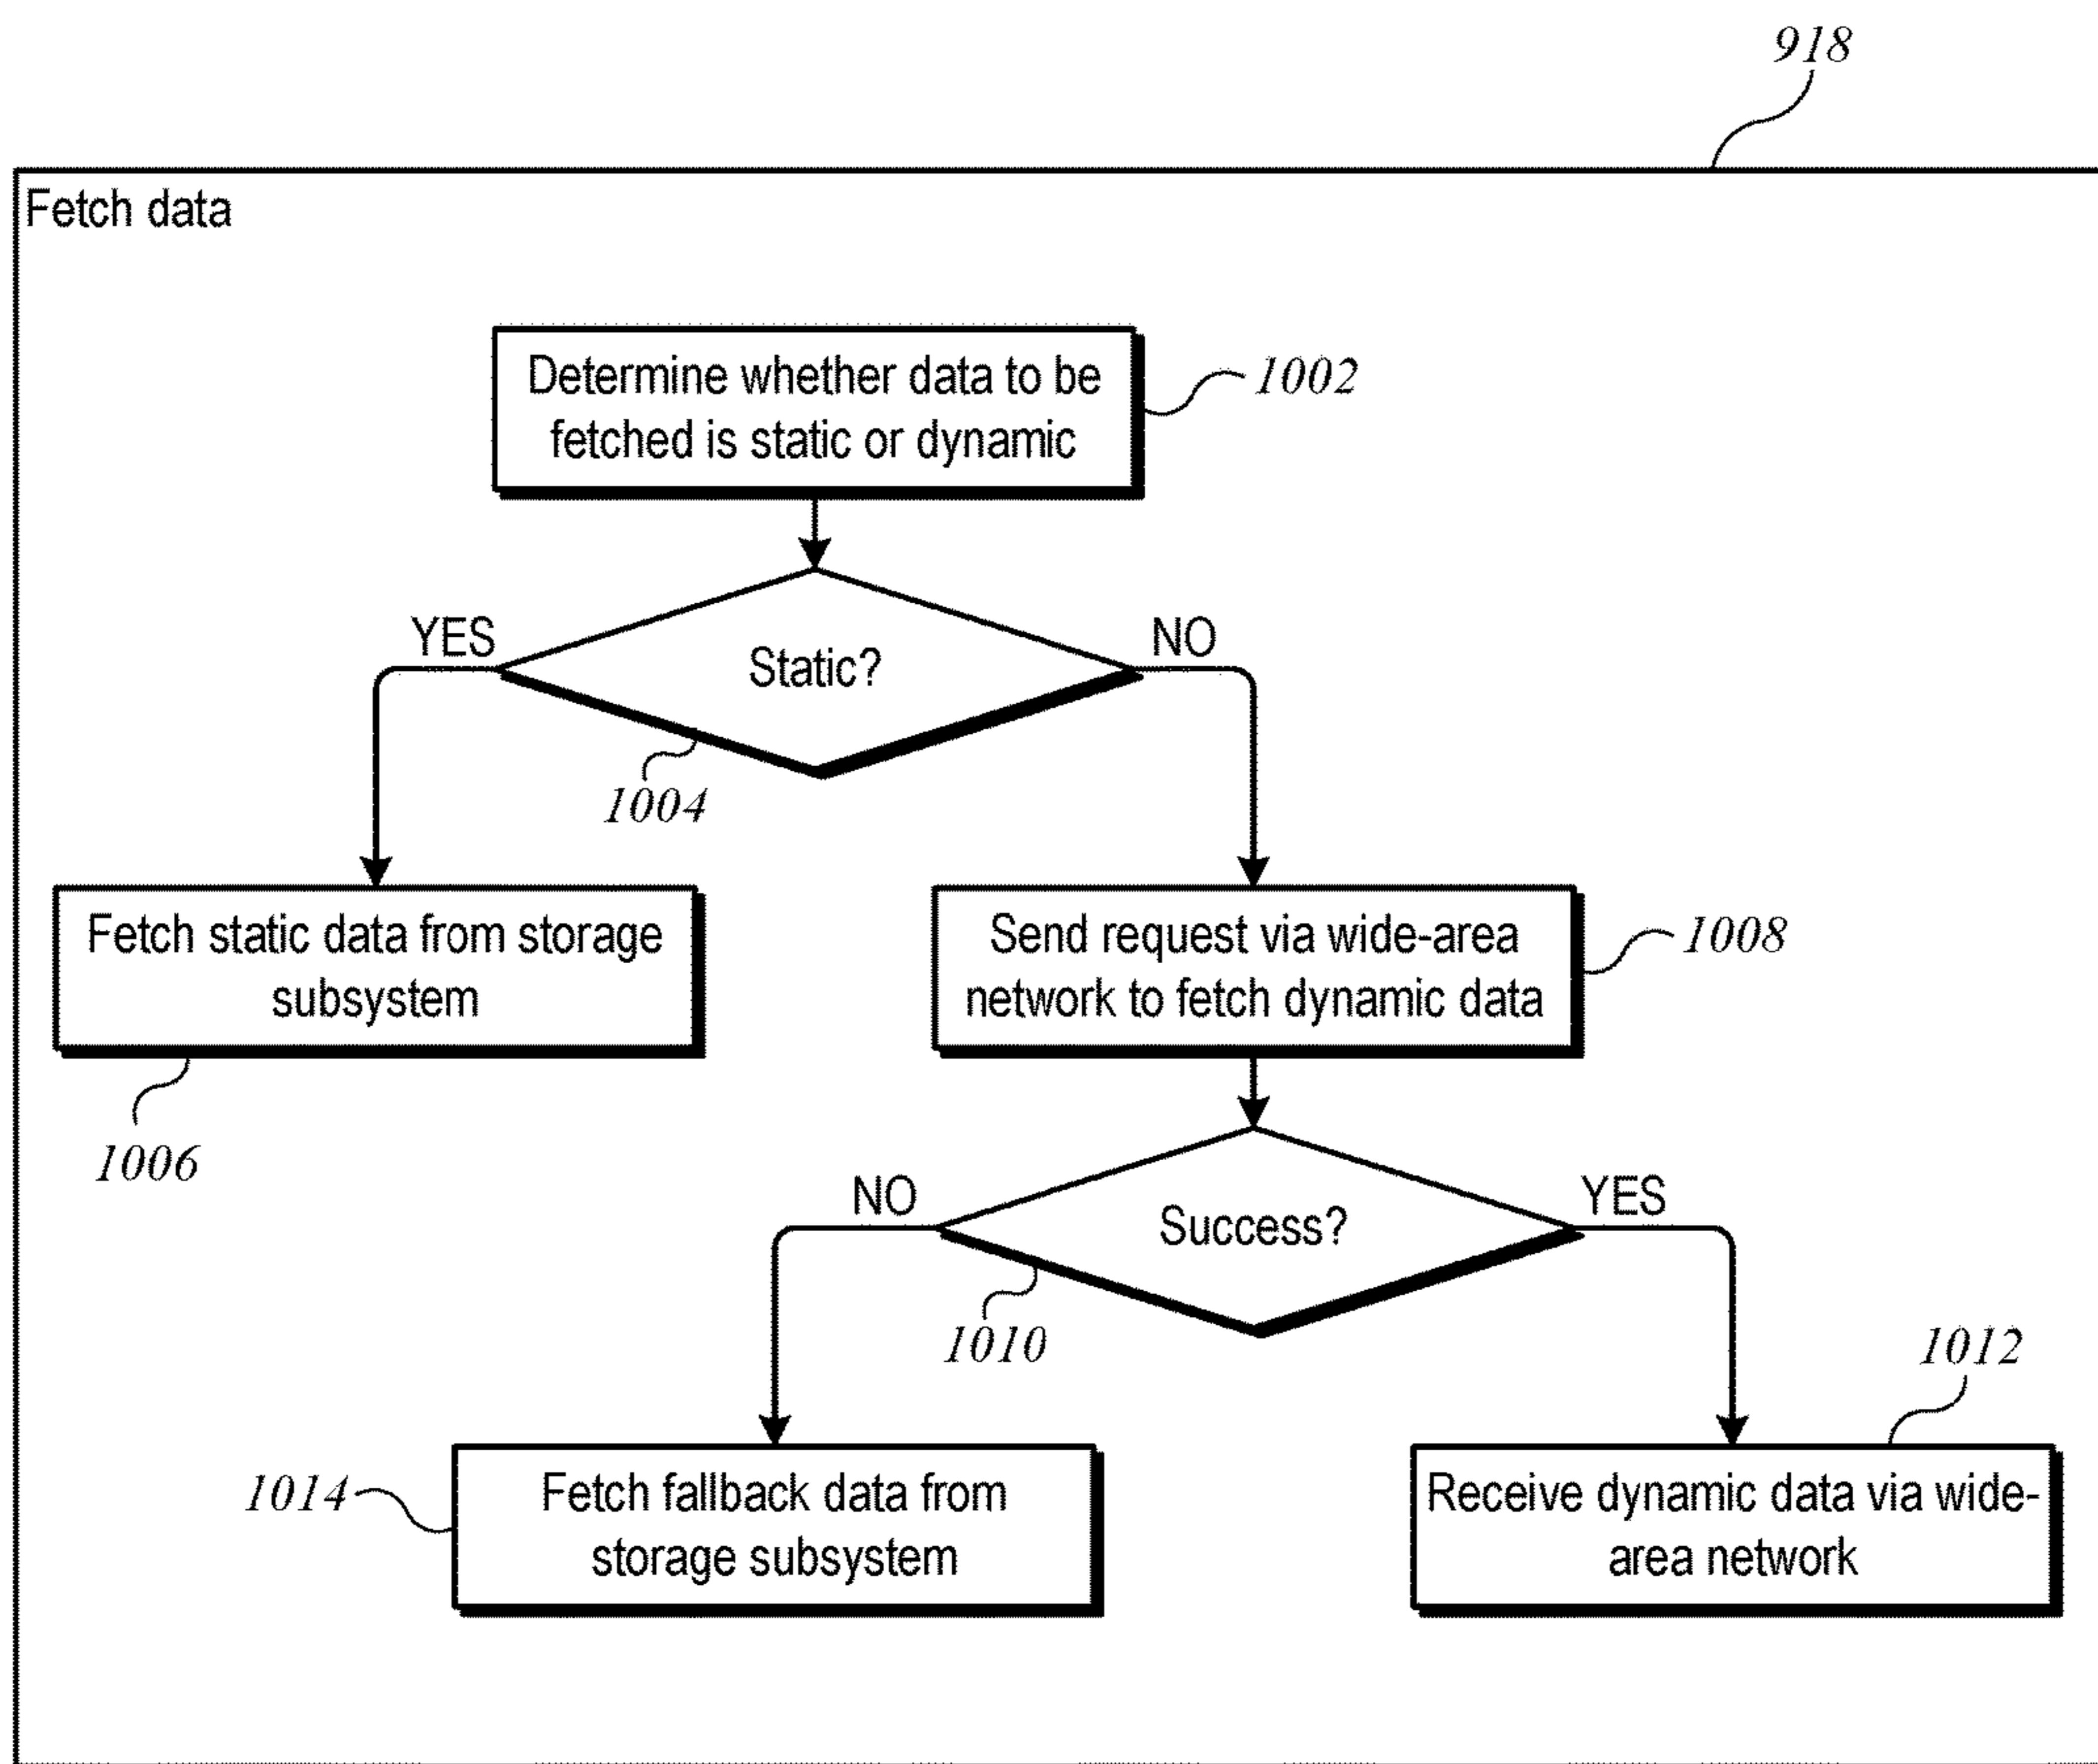 918
Fetch data
Determine whether data to be
fetched is static or dynamic
1002
YES
Static?
NO
1004
Fetch static data from storage
subsystem
1006
Send request via wide-area
network to fetch dynamic data
1008
NO
Success?
YES
1010
1012
1014
Fetch fallback data from
storage subsystem
Receive dynamic data via wide-
area network